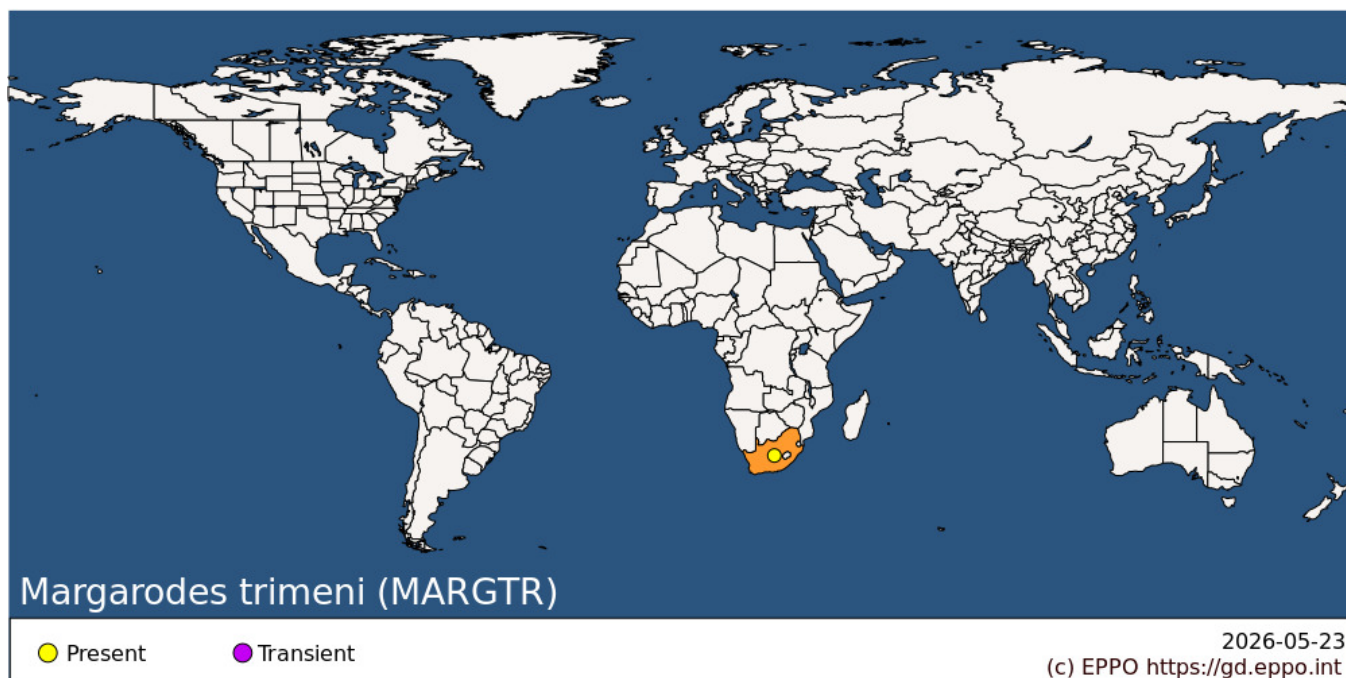 Margarodes trimeni (MARGTR)
Present
Transient
2026-05-23
(c) EPPO https://gd.eppo.int